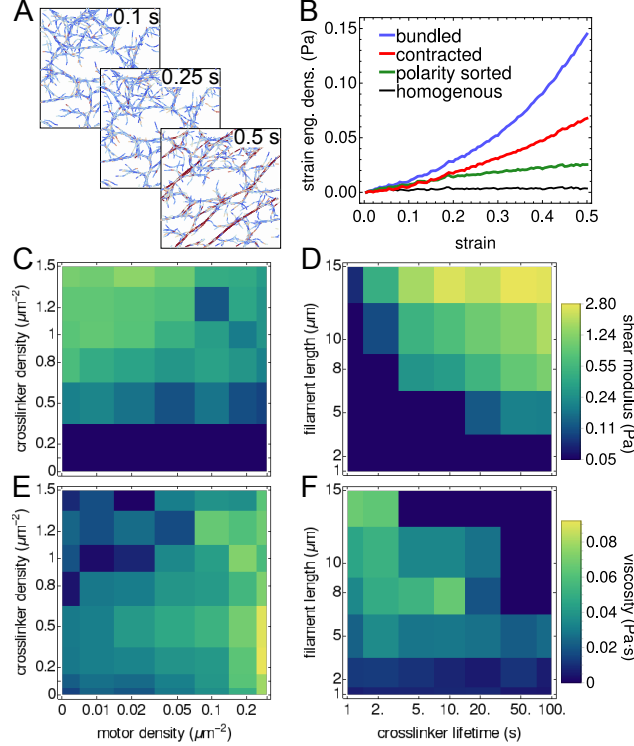 A
0.1 s
0.25 s
0.5 s
B
strain eng. dens. (Pa)
0.15
0.10
0.05
0.00
bundled
contracted
polarity sorted
homogenous
0.0
0.1
0.2
0.3
0.4
0.5
strain
C
crosslinker density (μm⁻²)
1.5
1.2
1
0.8
0.5
0.2
0
D
filament length (μm)
15
10
8
5
2
1
2.80
1.24
0.55
0.24
0.11
0.05
shear modulus (Pa)
E
crosslinker density (μm⁻²)
1.5
1.2
1
0.8
0.5
0.2
0
0
0.01
0.02
0.05
0.1
0.2
motor density (μm⁻²)
F
filament length (μm)
15
10
8
5
2
1
1
2.
5.
10.
20.
50.
100.
crosslinker lifetime (s)
0.08
0.06
0.04
0.02
0
viscosity (Pa·s)